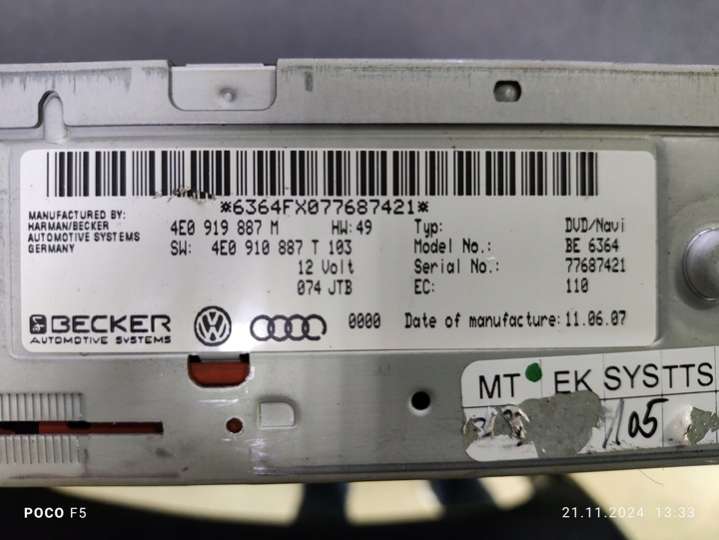 *6364FX077687421*
MANUFACTURED BY:
HARMAN/BECKER
AUTOMOTIVE SYSTEMS
GERMANY
4E0 919 887 M HW: 49
SW: 4E0 910 887 T 103
12 Volt
074 JTB
Typ: DVD/Navi
Model No.: BE 6364
Serial No.: 77687421
EC: 110
BECKER
AUTOMOTIVE SYSTEMS
0000 Date of manufacture: 11.06.07
MT EK SYSTTS
05
POCO F5
21.11.2024 13:33